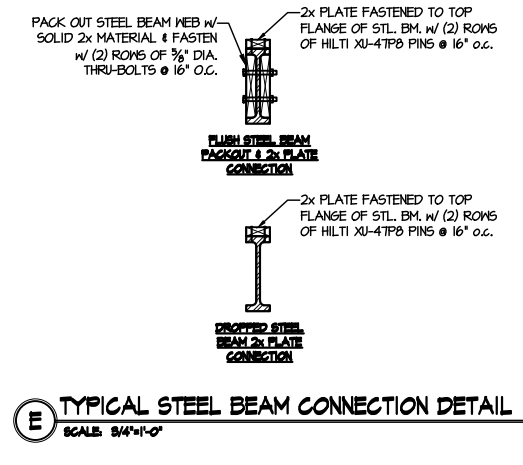 PACK OUT STEEL BEAM WEB W/
SOLID 2x MATERIAL & FASTEN
W/ (2) ROWS OF 5/8" DIA.
THRU-BOLTS @ 16" O.C.
2x PLATE FASTENED TO TOP
FLANGE OF STL. BM. W/ (2) ROWS
OF HILTI XU-47P8 PINS @ 16" o.c.
FLUSH STEEL BEAM
PACKOUT & 2x PLATE
CONNECTION
2x PLATE FASTENED TO TOP
FLANGE OF STL. BM. W/ (2) ROWS
OF HILTI XU-47P8 PINS @ 16" o.c.
DROPPED STEEL
BEAM 2x PLATE
CONNECTION
E
TYPICAL STEEL BEAM CONNECTION DETAIL
SCALE: 3/4"=1'-0"